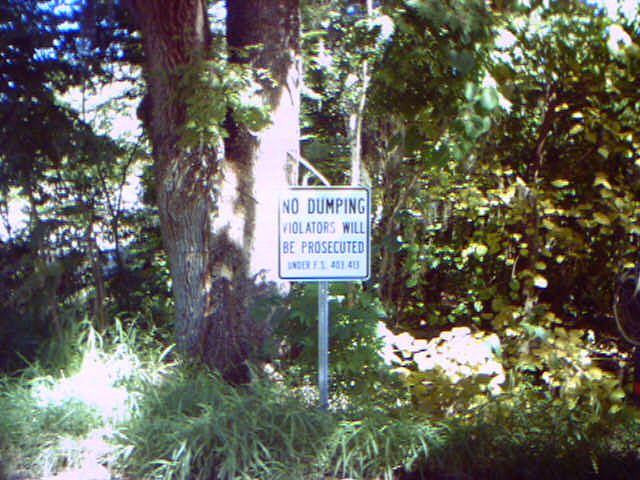 NO DUMPING
VIOLATORS WILL
BE PROSECUTED
UNDER F.S. 403.413